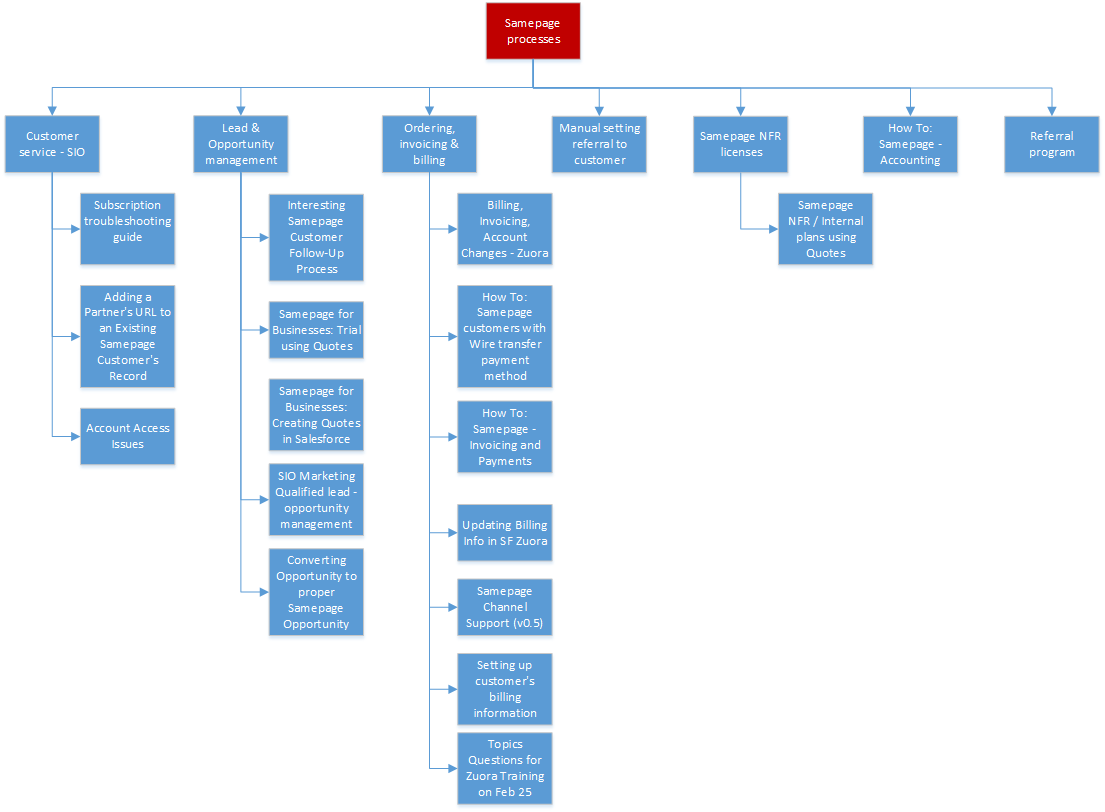 Samepage
processes
Customer
service - SIO
Lead &
Opportunity
management
Ordering,
invoicing &
billing
Manual setting
referral to
customer
Samepage NFR
licenses
How To:
Samepage -
Accounting
Referral
program
Subscription
troubleshooting
guide
Adding a
Partner's URL to
an Existing
Samepage
Customer's
Record
Account Access
Issues
Interesting
Samepage
Customer
Follow-Up
Process
Samepage for
Businesses: Trial
using Quotes
Samepage for
Businesses:
Creating Quotes
in Salesforce
SIO Marketing
Qualified lead -
opportunity
management
Converting
Opportunity to
proper
Samepage
Opportunity
Billing,
Invoicing,
Account
Changes - Zuora
How To:
Samepage
customers with
Wire transfer
payment
method
How To:
Samepage -
Invoicing and
Payments
Updating Billing
Info in SF Zuora
Samepage
Channel
Support (v0.5)
Setting up
customer's
billing
information
Topics
Questions for
Zuora Training
on Feb 25
Samepage
NFR / Internal
plans using
Quotes